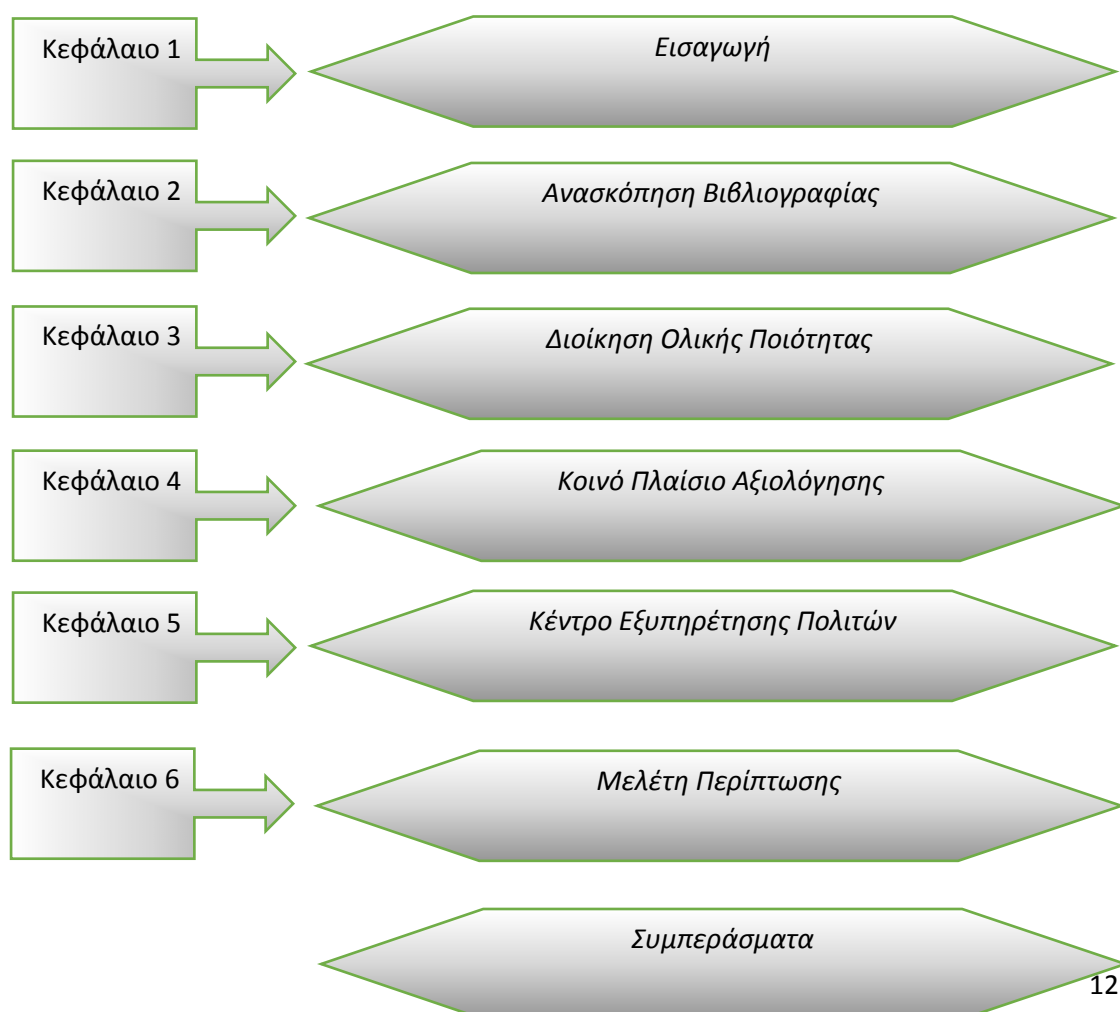 Κεφάλαιο 1
Εισαγωγή
Κεφάλαιο 2
Ανασκόπηση Βιβλιογραφίας
Κεφάλαιο 3
Διοίκηση Ολικής Ποιότητας
Κεφάλαιο 4
Κοινό Πλαίσιο Αξιολόγησης
Κεφάλαιο 5
Κέντρο Εξυπηρέτησης Πολιτών
Κεφάλαιο 6
Μελέτη Περίπτωσης
Συμπεράσματα
12